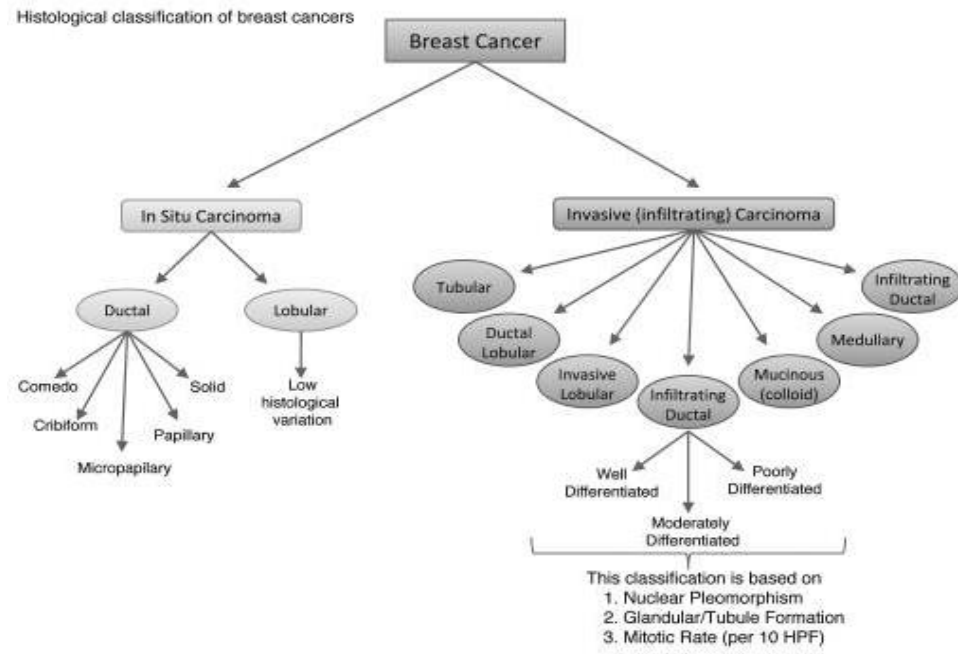 Histological classification of breast cancers
Breast Cancer
In Situ Carcinoma
Invasive (infiltrating) Carcinoma
Ductal
Lobular
Comedo
Cribiform
Micropapilary
Papillary
Solid
Low
histological
variation
Tubular
Ductal
Lobular
Invasive
Lobular
Infiltrating
Ductal
Mucinous
(colloid)
Medullary
Infiltrating
Ductal
Well
Differentiated
Moderately
Differentiated
Poorly
Differentiated
This classification is based on
1. Nuclear Pleomorphism
2. Glandular/Tubule Formation
3. Mitotic Rate (per 10 HPF)